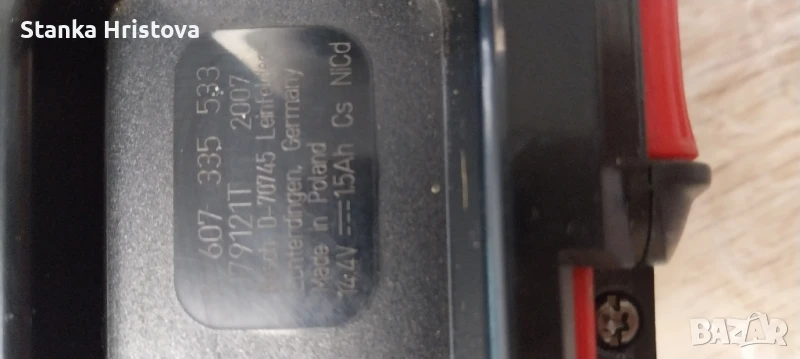 Stanka Hristova
607 335 533
79121T 2007
D-70745 Leinfelden
Echterdingen, Germany
Made in Poland
14.4V 1.5Ah Cs NiCd
BAZAR